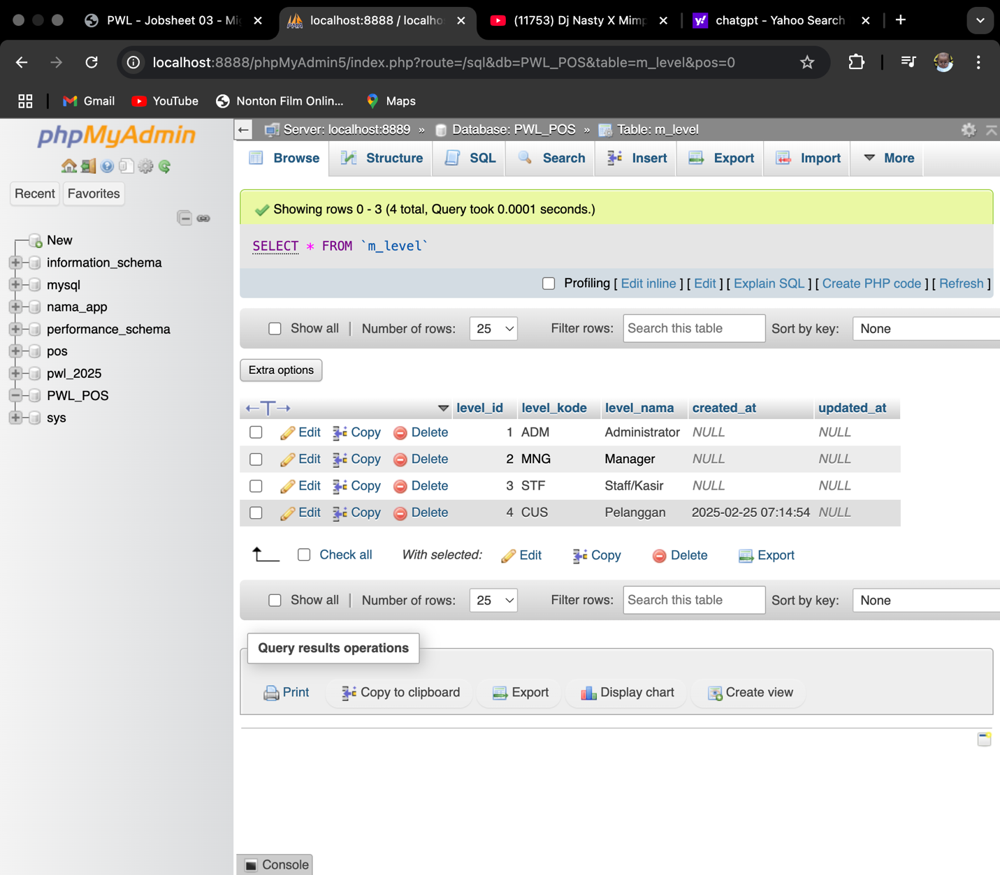 PWL - Jobsheet 03 - Mig
localhost:8888 / localho
(11753) Dj Nasty X Mimp
chatgpt - Yahoo Search
localhost:8888/phpMyAdmin5/index.php?route=/sql&db=PWL_POS&table=m_level&pos=0
Gmail YouTube Nonton Film Onlin... Maps
phpMyAdmin
Recent Favorites
New
information_schema
mysql
nama_app
performance_schema
pos
pwl_2025
PWL_POS
sys
Server: localhost:8889 » Database: PWL_POS » Table: m_level
Browse Structure SQL Search Insert Export Import More
Showing rows 0 - 3 (4 total, Query took 0.0001 seconds.)
SELECT * FROM `m_level`
Profiling [ Edit inline ] [ Edit ] [ Explain SQL ] [ Create PHP code ] [ Refresh ]
Show all | Number of rows: 25 Filter rows: Search this table Sort by key: None
Extra options
level_id level_kode level_nama created_at updated_at
Edit Copy Delete 1 ADM Administrator NULL NULL
Edit Copy Delete 2 MNG Manager NULL NULL
Edit Copy Delete 3 STF Staff/Kasir NULL NULL
Edit Copy Delete 4 CUS Pelanggan 2025-02-25 07:14:54 NULL
Check all With selected: Edit Copy Delete Export
Show all | Number of rows: 25 Filter rows: Search this table Sort by key: None
Query results operations
Print Copy to clipboard Export Display chart Create view
Console